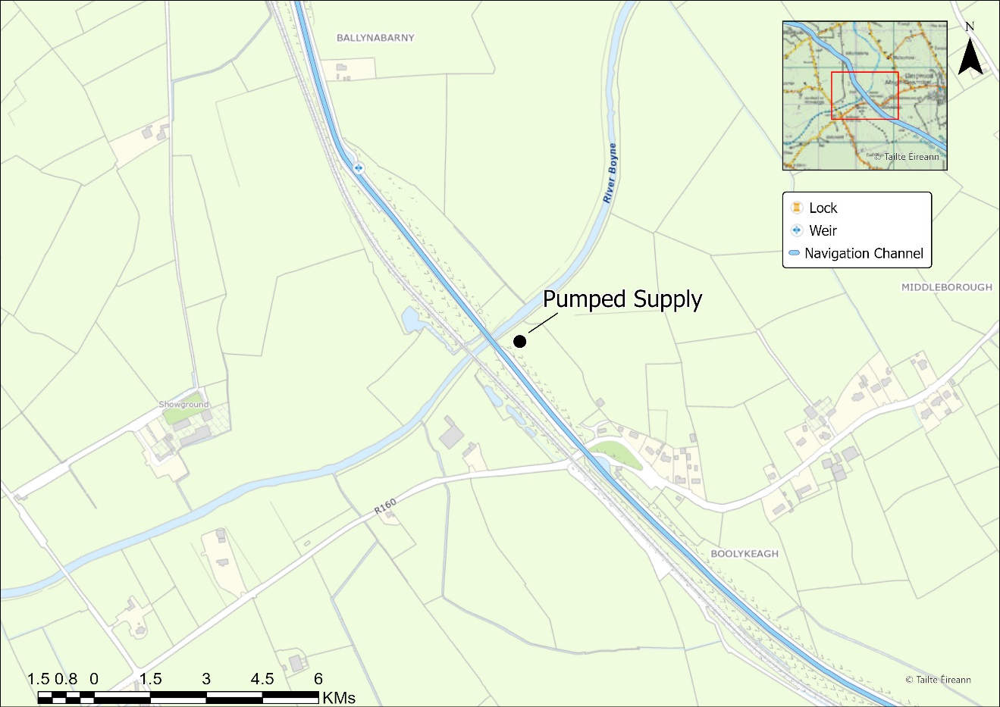 BALLYNABARNY
N
© Tailte Éireann
River Boyne
Lock
Weir
Navigation Channel
MIDDLEBOROUGH
Pumped Supply
Showground
R160
BOOLYKEAGH
1.5 0.8 0 1.5 3 4.5 6
KMs
© Tailte Éireann